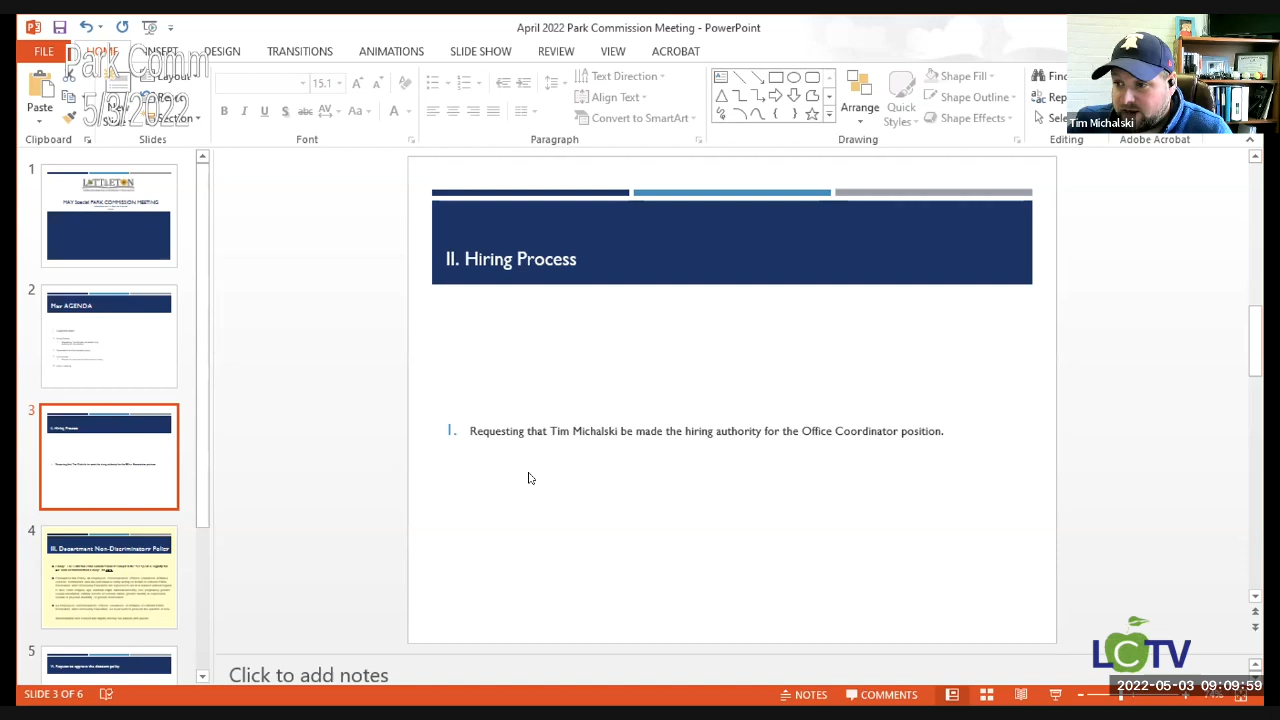 April 2022 Park Commission Meeting - PowerPoint
FILE
HOME
INSERT
DESIGN
TRANSITIONS
ANIMATIONS
SLIDE SHOW
REVIEW
VIEW
ACROBAT
Park Comm
5/3/2022
Paste
Layout
Section
15.1
Text Direction
Align Text
Convert to SmartArt
Arrange
Quick
Styles
Shape Fill
Shape Outline
Shape Effects
Clipboard
Slides
Font
Paragraph
Drawing
Editing
Adobe Acrobat
Tim Michalski
1
LITTLETON
MAY Special PARK COMMISSION MEETING
2
May AGENDA
3
II. Hiring Process
4
III. Department Non-Discriminatory Policy
5
II. Hiring Process
1. Requesting that Tim Michalski be made the hiring authority for the Office Coordinator position.
Click to add notes
LCTV
SLIDE 3 OF 6
NOTES
COMMENTS
2022-05-03 09:09:59